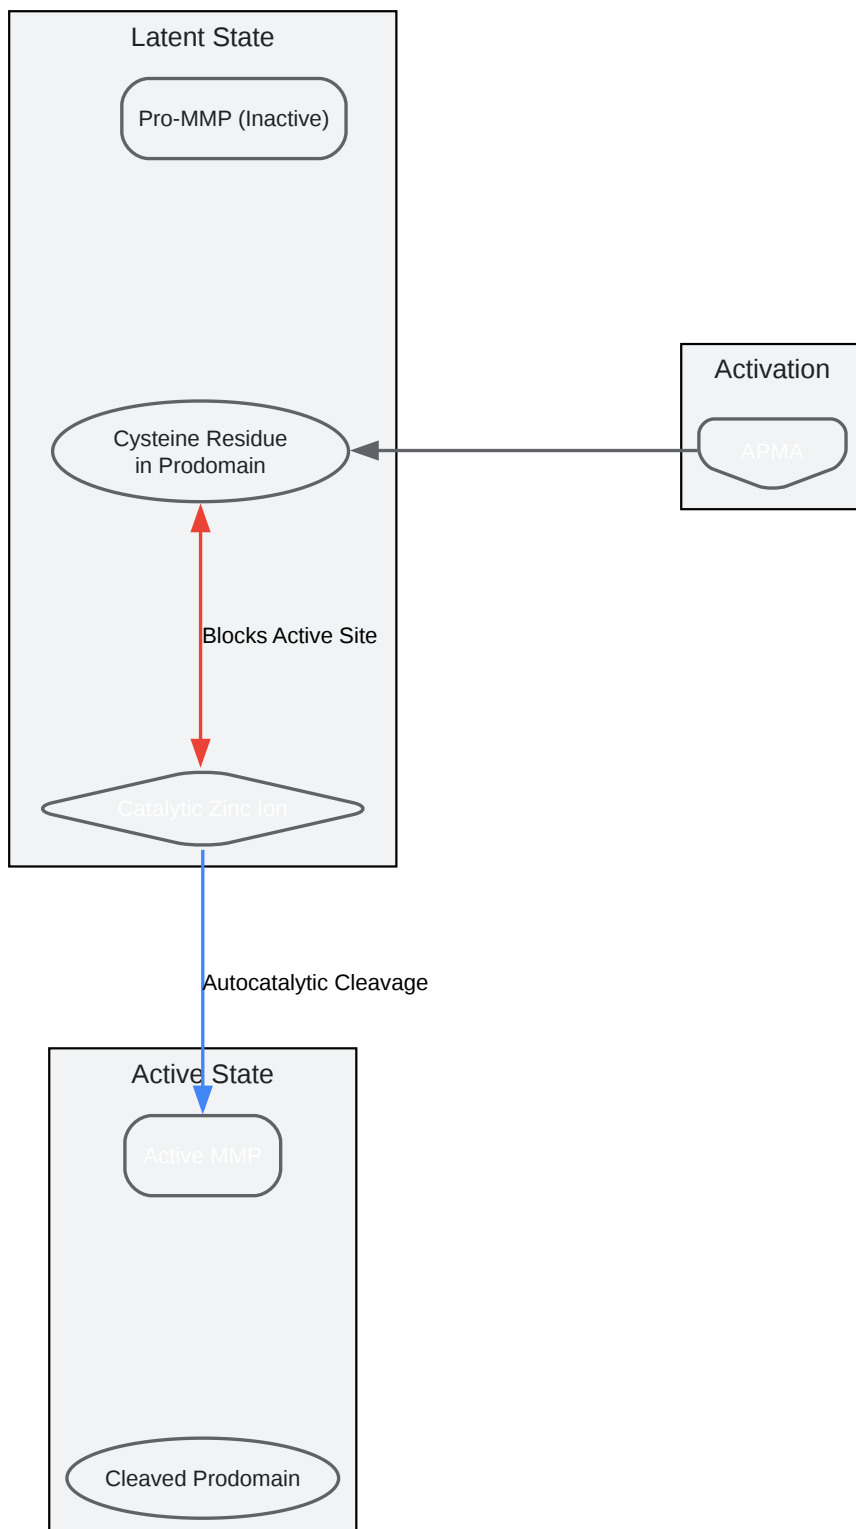 Latent State
Pro-MMP (Inactive)
Activation
Cysteine Residue
in Prodomain
APMA
Blocks Active Site
Catalytic Zinc Ion
Autocatalytic Cleavage
Active State
Active MMP
Cleaved Prodomain